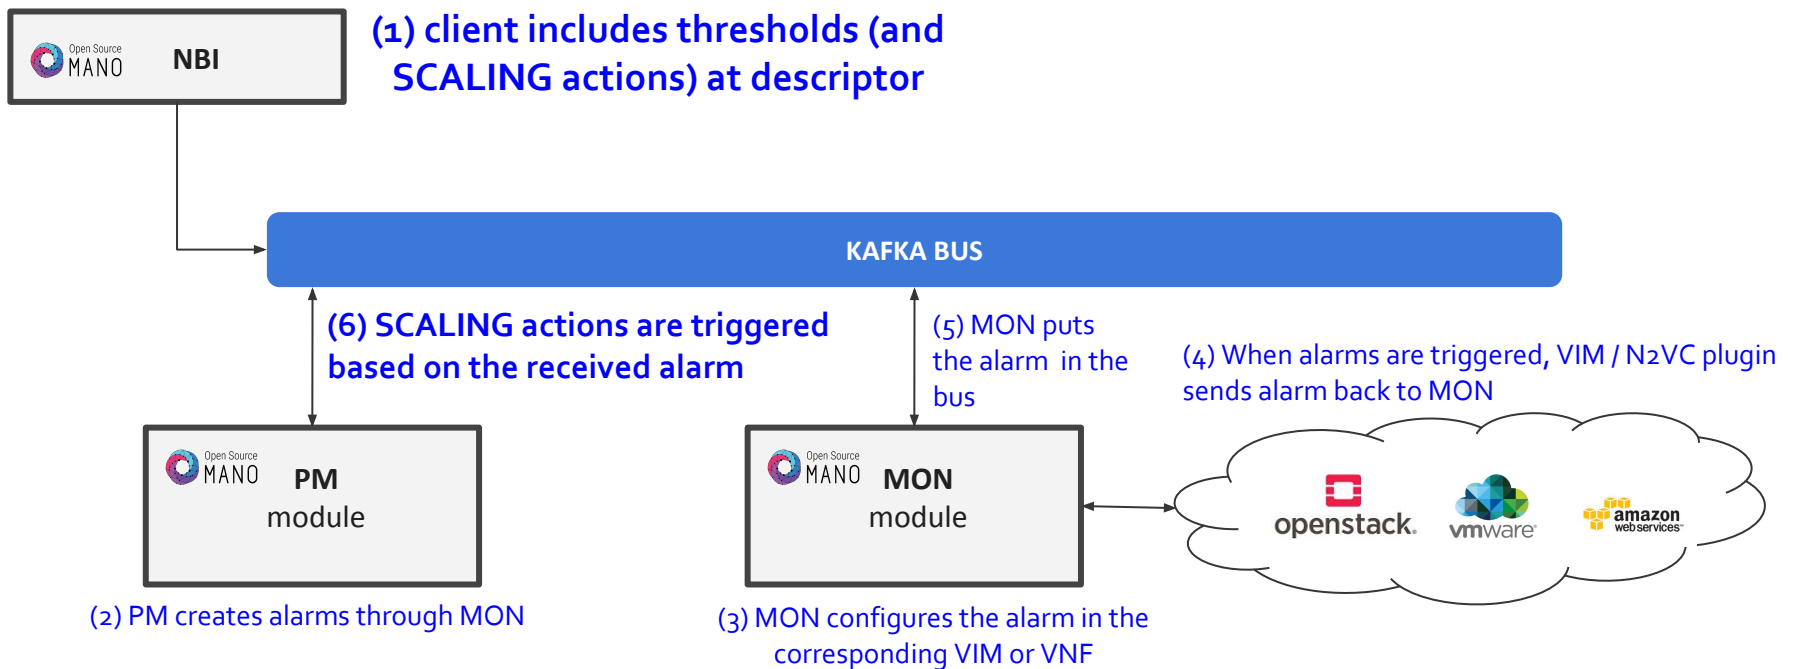 Open Source
MANO
NBI
(1) client includes thresholds (and
SCALING actions) at descriptor
KAFKA BUS
(6) SCALING actions are triggered
based on the received alarm
(5) MON puts
the alarm in the
bus
(4) When alarms are triggered, VIM / N2VC plugin
sends alarm back to MON
Open Source
MANO
PM
module
Open Source
MANO
MON
module
openstack.
vmware
amazon
web services
(2) PM creates alarms through MON
(3) MON configures the alarm in the
corresponding VIM or VNF